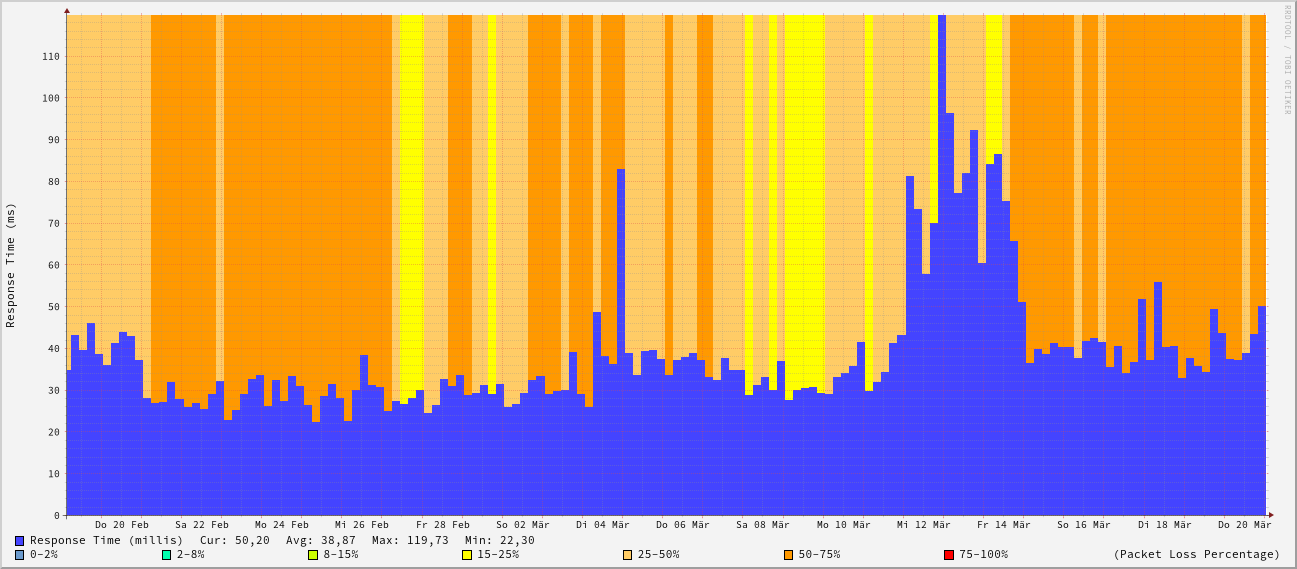 RRDTOOL / TOBI OETIKER
Response Time (ms)
110
100
90
80
70
60
50
40
30
20
10
0
Do 20 Feb Sa 22 Feb Mo 24 Feb Mi 26 Feb Fr 28 Feb So 02 Mär Di 04 Mär Do 06 Mär Sa 08 Mär Mo 10 Mär Mi 12 Mär Fr 14 Mär So 16 Mär Di 18 Mär Do 20 Mär
Response Time (millis) Cur: 50,20 Avg: 38,87 Max: 119,73 Min: 22,30
0-2% 2-8% 8-15% 15-25% 25-50% 50-75% 75-100% (Packet Loss Percentage)